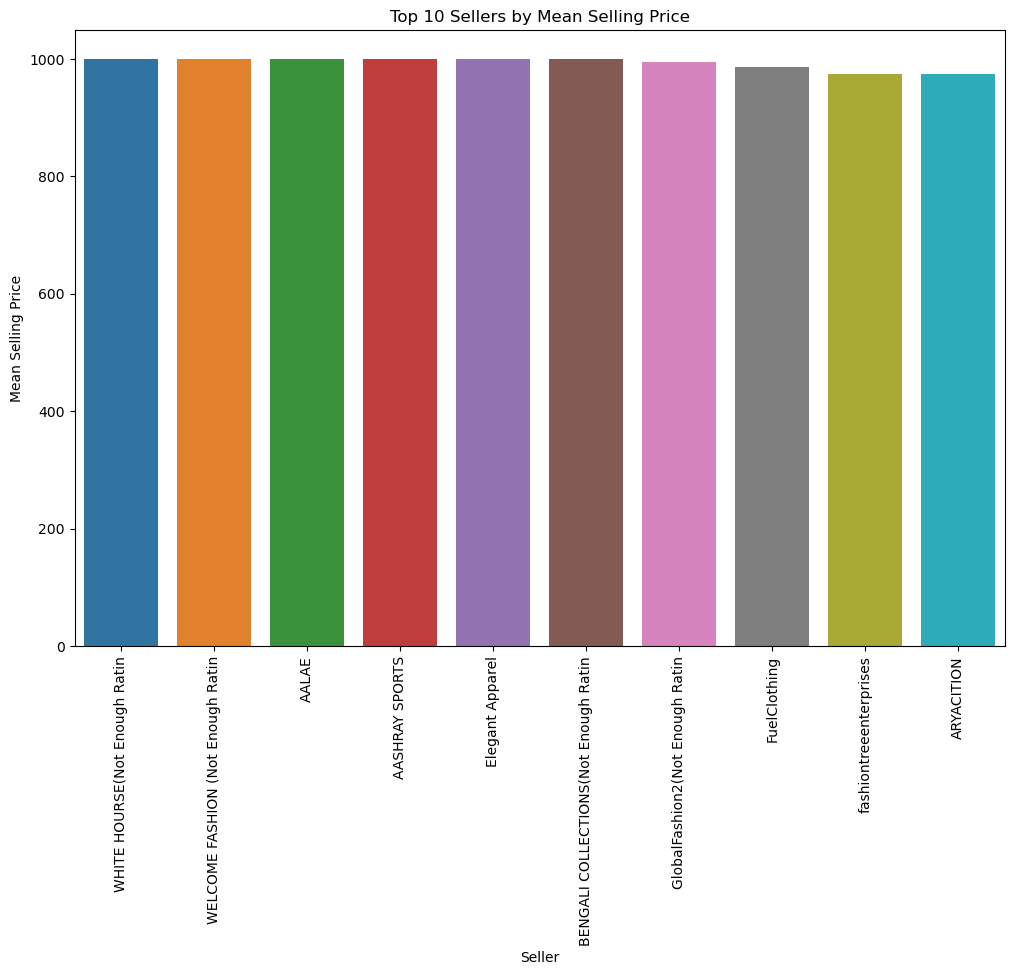 Top 10 Sellers by Mean Selling Price
Mean Selling Price
1000
800
600
400
200
0
WHITE HOURSE(Not Enough Ratin
WELCOME FASHION (Not Enough Ratin
AALAE
AASHRAY SPORTS
Elegant Apparel
BENGALI COLLECTIONS(Not Enough Ratin
GlobalFashion2(Not Enough Ratin
FuelClothing
fashiontreeenterprises
ARYACITION
Seller